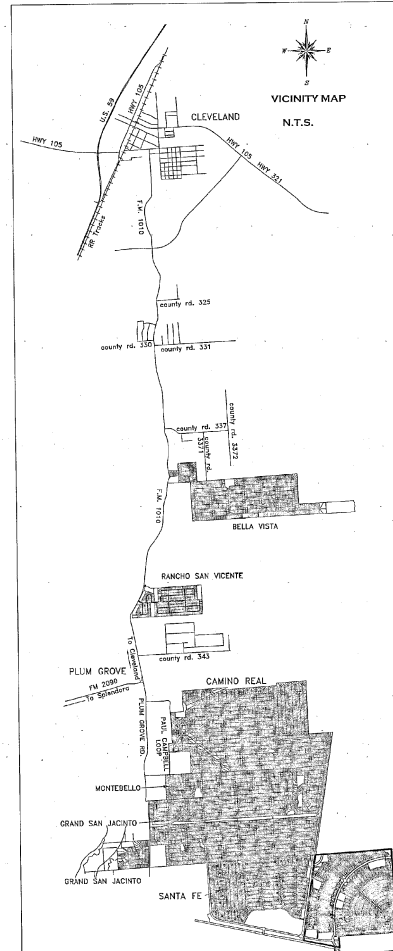 N
W
E
S
VICINITY MAP
N.T.S.
U.S. 59
HWY 105
CLEVELAND
HWY 105
HWY 105 HWY 321
RR Tracks
F.M. 1010
county rd. 325
county rd. 330
county rd. 331
county rd. 337
county rd. 3371
county rd. 3372
F.M. 1010
BELLA VISTA
RANCHO SAN VICENTE
To Cleveland
county rd. 343
PLUM GROVE
FM 2090
To Splendora
CAMINO REAL
PLUM GROVE RD.
PAUL CAMPBELL LOOP
MONTEBELLO
GRAND SAN JACINTO
GRAND SAN JACINTO
SANTA FE